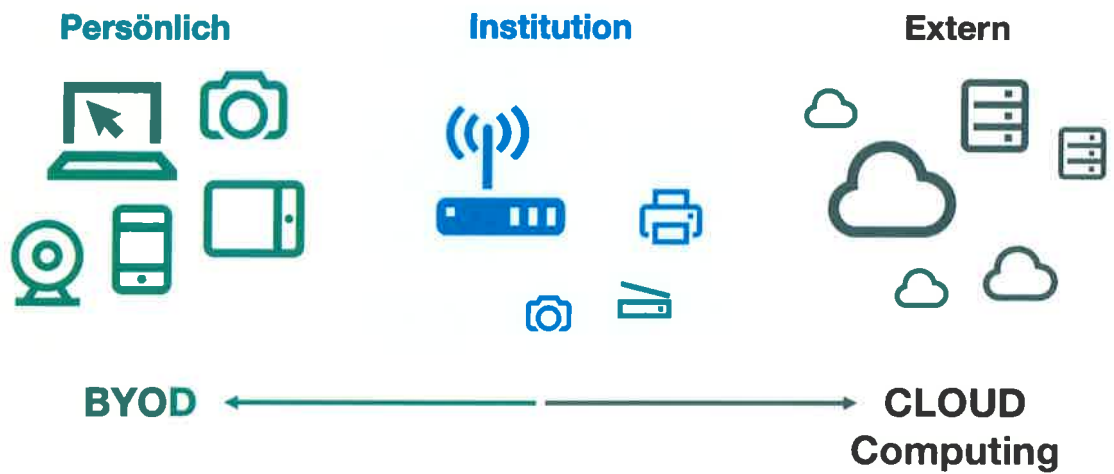 Persönlich
Institution
Extern
BYOD
CLOUD
Computing